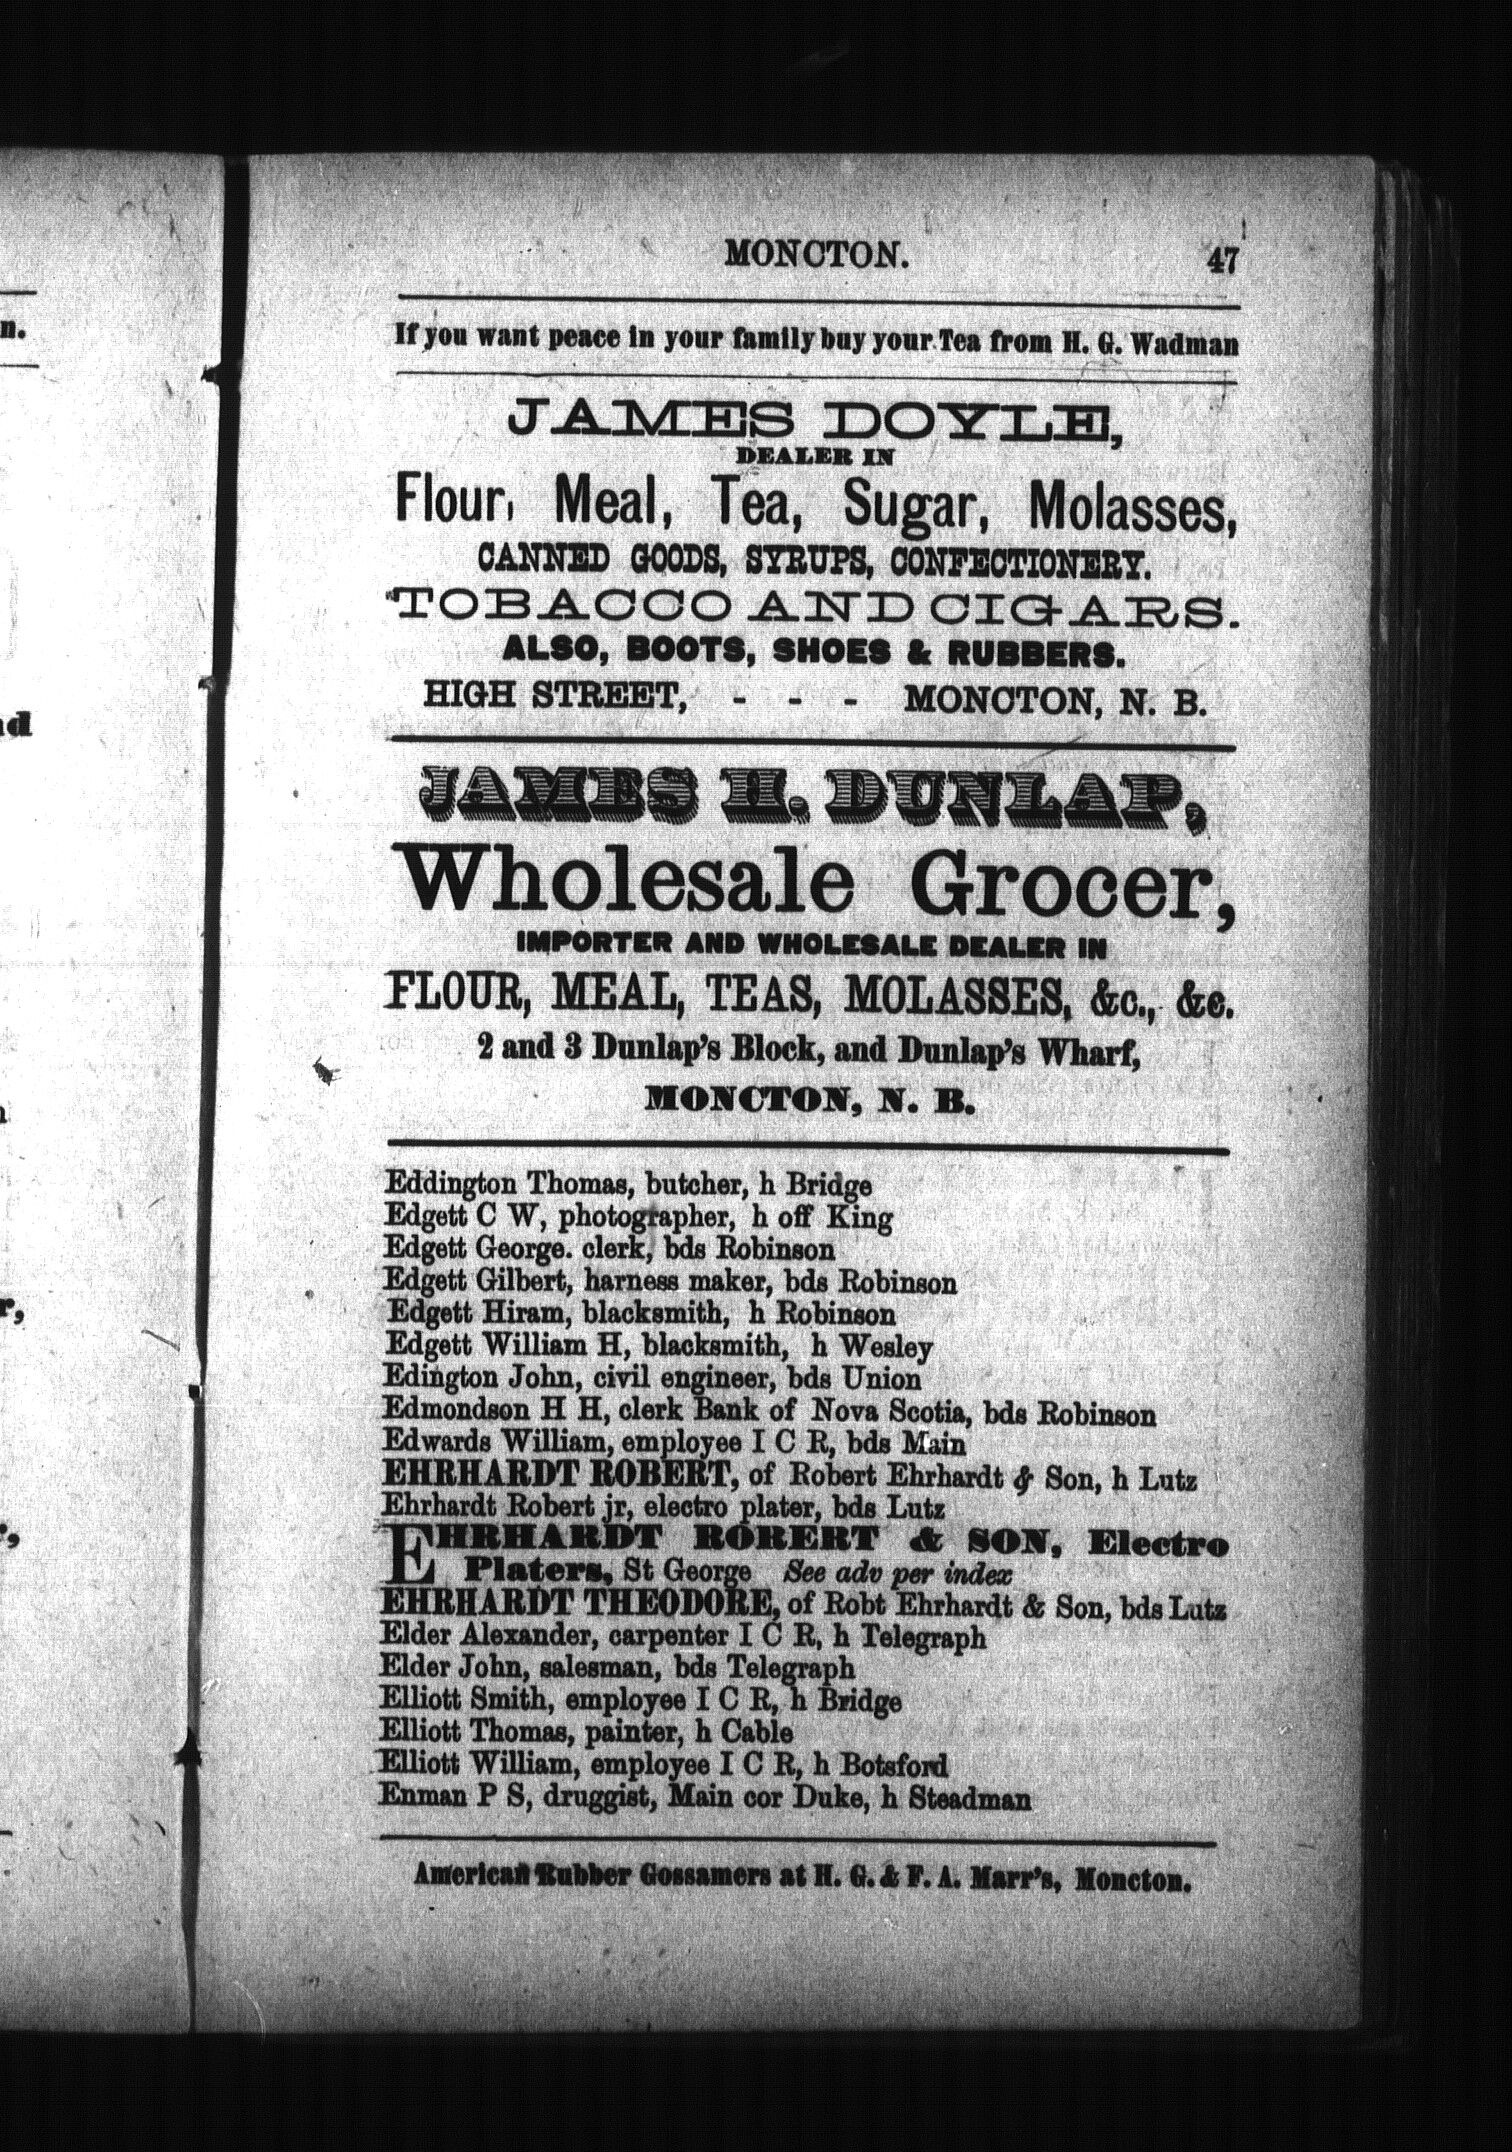 MONCTON. 47
If you want peace in your family buy your Tea from H. G. Wadman
JAMES DOYLE,
DEALER IN
Flour, Meal, Tea, Sugar, Molasses,
CANNED GOODS, SYRUPS, CONFECTIONERY.
TOBACCO AND CIGARS.
ALSO, BOOTS, SHOES & RUBBERS.
HIGH STREET, - - - MONCTON, N. B.
JAMES H. DUNLAP,
Wholesale Grocer,
IMPORTER AND WHOLESALE DEALER IN
FLOUR, MEAL, TEAS, MOLASSES, &c., &c.
2 and 3 Dunlap's Block, and Dunlap's Wharf,
MONCTON, N. B.
Eddington Thomas, butcher, h Bridge
Edgett C W, photographer, h off King
Edgett George. clerk, bds Robinson
Edgett Gilbert, harness maker, bds Robinson
Edgett Hiram, blacksmith, h Robinson
Edgett William H, blacksmith, h Wesley
Edington John, civil engineer, bds Union
Edmondson H H, clerk Bank of Nova Scotia, bds Robinson
Edwards William, employee I C R, bds Main
EHRHARDT ROBERT, of Robert Ehrhardt & Son, h Lutz
Ehrhardt Robert jr, electro plater, bds Lutz
EHRHARDT ROBERT & SON, Electro
Platers, St George See adv per index
EHRHARDT THEODORE, of Robt Ehrhardt & Son, bds Lutz
Elder Alexander, carpenter I C R, h Telegraph
Elder John, salesman, bds Telegraph
Elliott Smith, employee I C R, h Bridge
Elliott Thomas, painter, h Cable
Elliott William, employee I C R, h Botsford
Enman P S, druggist, Main cor Duke, h Steadman
American Rubber Gossamers at H. G. & F. A. Marr's, Moncton.